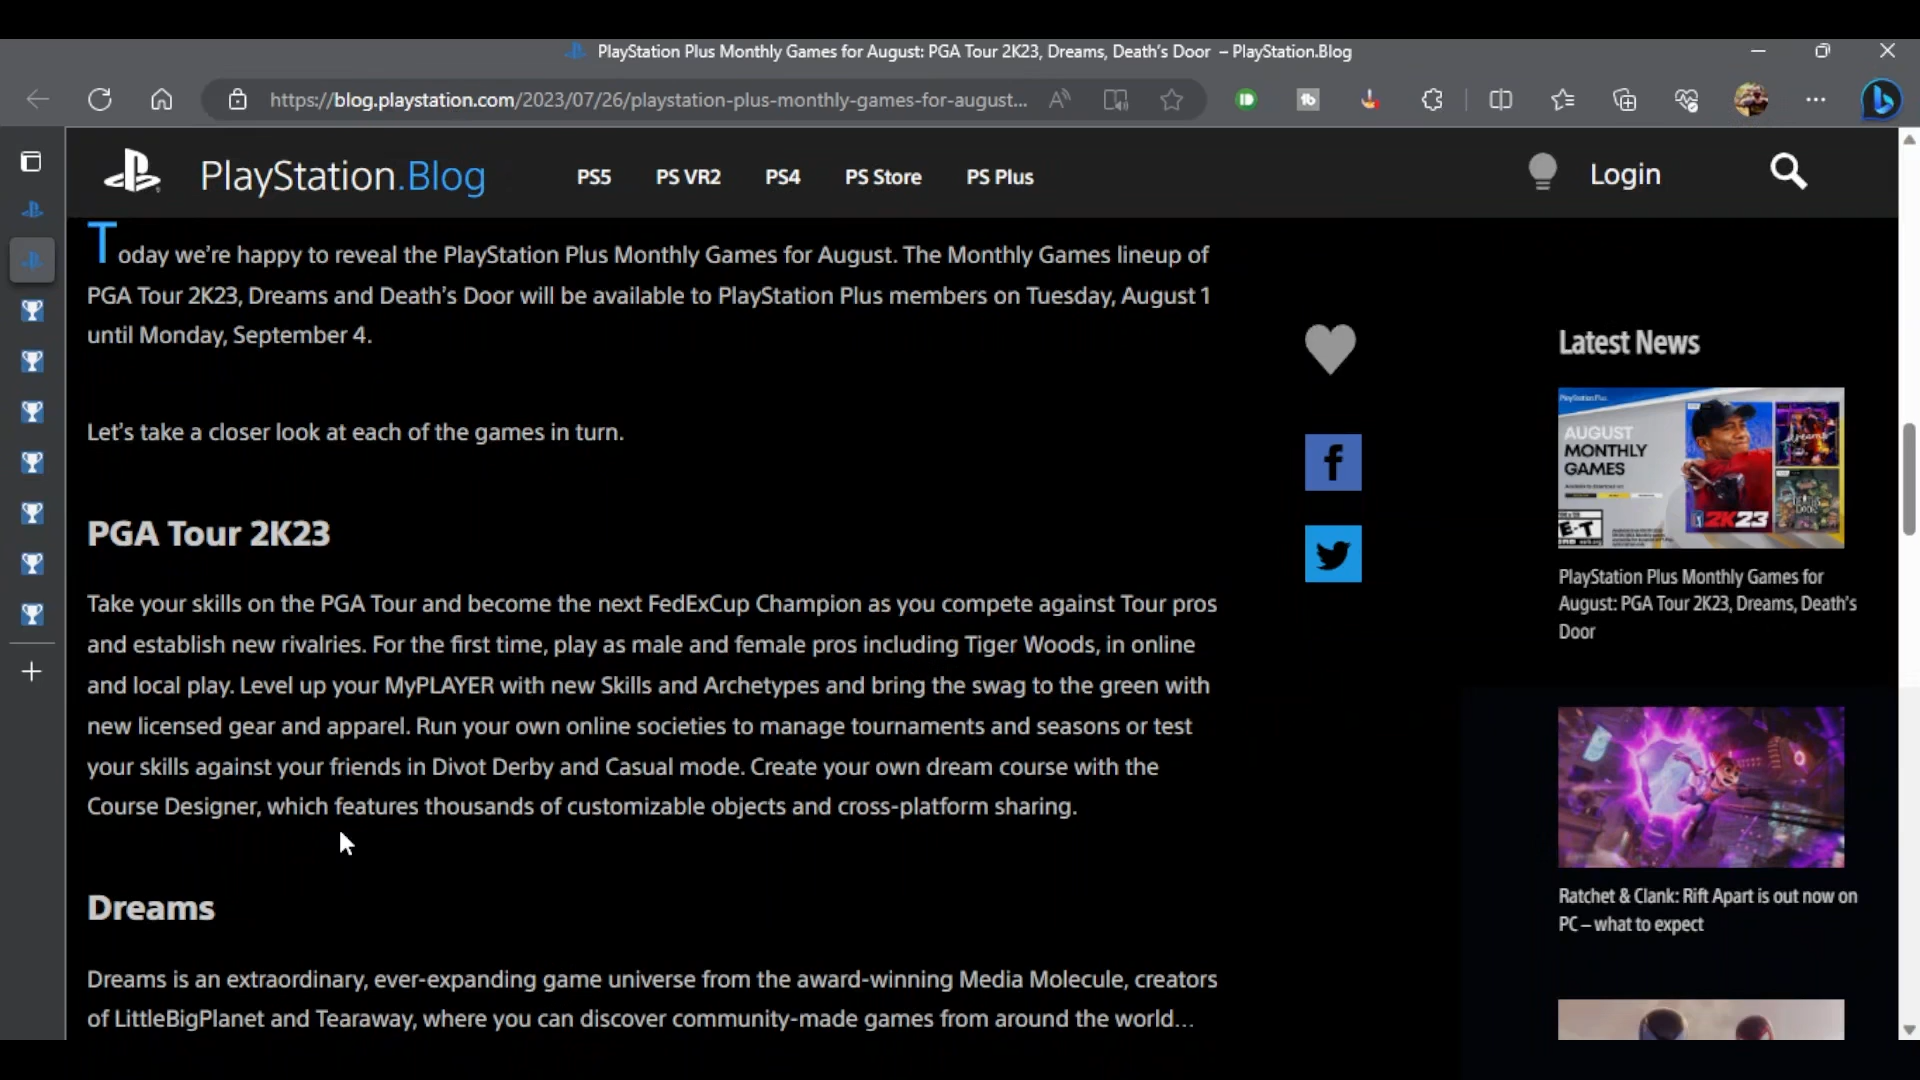 PlayStation Plus Monthly Games for August: PGA Tour 2K23, Dreams, Death's Door – PlayStation.Blog
https://blog.playstation.com/2023/07/26/playstation-plus-monthly-games-for-august...
PlayStation.Blog
PS5
PS VR2
PS4
PS Store
PS Plus
Login
Today we're happy to reveal the PlayStation Plus Monthly Games for August. The Monthly Games lineup of
PGA Tour 2K23, Dreams and Death's Door will be available to PlayStation Plus members on Tuesday, August 1
until Monday, September 4.
Let's take a closer look at each of the games in turn.
PGA Tour 2K23
Take your skills on the PGA Tour and become the next FedExCup Champion as you compete against Tour pros
and establish new rivalries. For the first time, play as male and female pros including Tiger Woods, in online
and local play. Level up your MyPLAYER with new Skills and Archetypes and bring the swag to the green with
new licensed gear and apparel. Run your own online societies to manage tournaments and seasons or test
your skills against your friends in Divot Derby and Casual mode. Create your own dream course with the
Course Designer, which features thousands of customizable objects and cross-platform sharing.
Dreams
Dreams is an extraordinary, ever-expanding game universe from the award-winning Media Molecule, creators
of LittleBigPlanet and Tearaway, where you can discover community-made games from around the world...
Latest News
PlayStation Plus
AUGUST
MONTHLY
GAMES
2K23
PlayStation Plus Monthly Games for
August: PGA Tour 2K23, Dreams, Death's
Door
Ratchet & Clank: Rift Apart is out now on
PC – what to expect